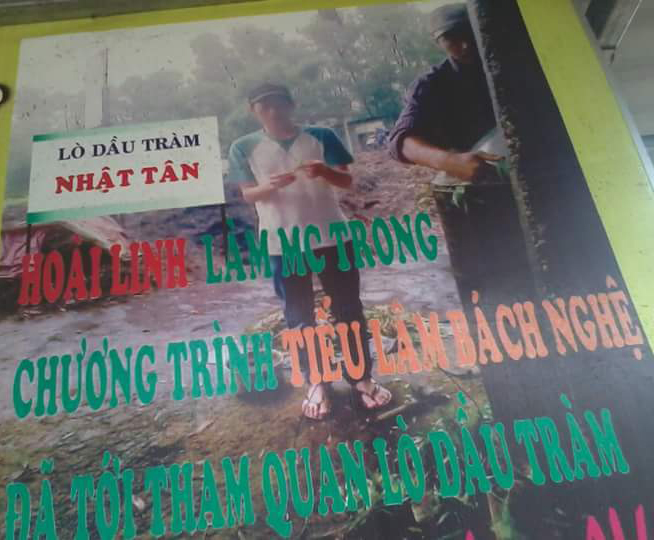 LÒ DẦU TRÀM
NHẬT TÂN
HOÀI LINH LÀM MC TRONG
CHƯƠNG TRÌNH TIẾU LÂM BÁCH NGHỆ
ĐÃ TỚI THAM QUAN LÒ DẦU TRÀM